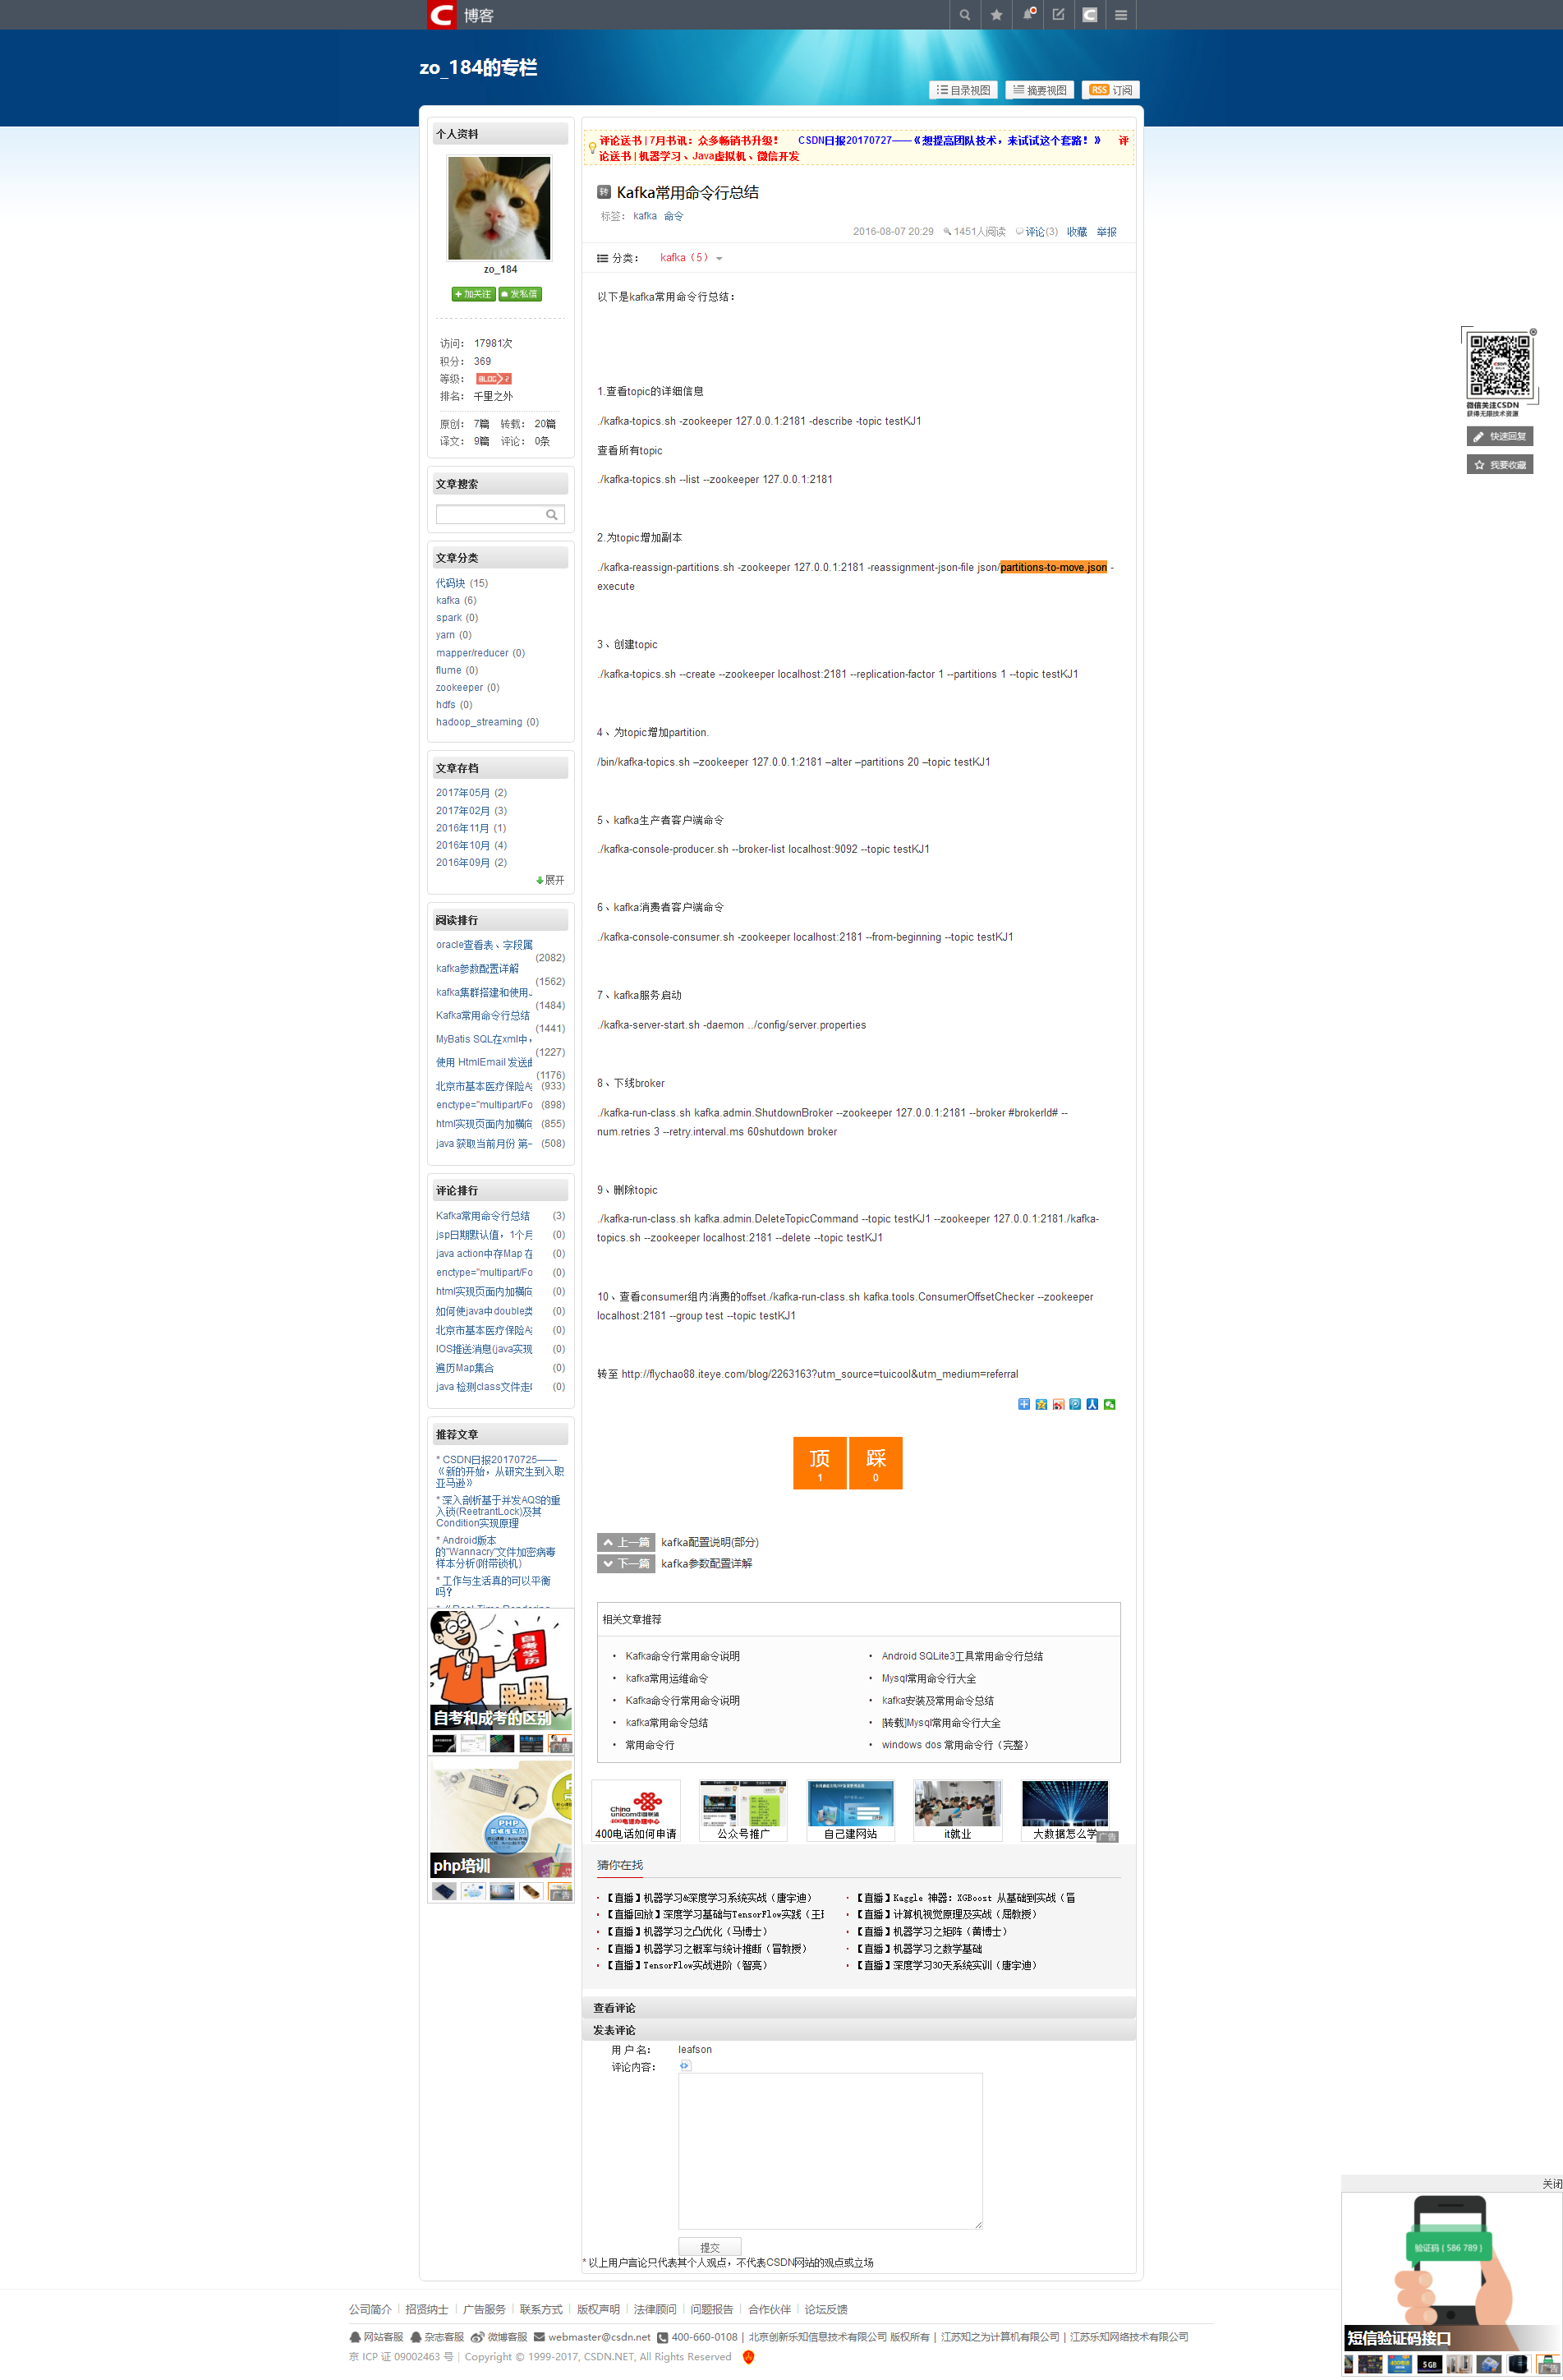 博客
zo_184的专栏
目录视图
摘要视图
RSS 订阅
个人资料
zo_184
加关注 发私信
访问： 17981次
积分： 369
等级： BLOG 2
排名： 千里之外
原创： 7篇 转载： 20篇
译文： 9篇 评论： 0条
文章搜索
文章分类
代码块 (15)
kafka (6)
spark (0)
yarn (0)
mapper/reducer (0)
flume (0)
zookeeper (0)
hdfs (0)
hadoop_streaming (0)
文章存档
2017年05月 (2)
2017年02月 (3)
2016年11月 (1)
2016年10月 (4)
2016年09月 (2)
展开
阅读排行
oracle查看表、字段属
(2082)
kafka参数配置详解
(1562)
kafka集群搭建和使用
(1484)
Kafka常用命令行总结
(1441)
MyBatis SQL在xml中，
(1227)
使用 HtmlEmail 发送
(1176)
北京市基本医疗保险 (933)
enctype="multipart/Fo (898)
html实现页面内加横向 (855)
java 获取当前月份 第一 (508)
评论排行
Kafka常用命令行总结 (3)
jsp日期默认值，1个月 (0)
java action中存Map 在 (0)
enctype="multipart/Fo (0)
html实现页面内加横向 (0)
如何使java中double类 (0)
北京市基本医疗保险 (0)
IOS推送消息(java实现 (0)
遍历Map集合 (0)
java 检测class文件走 (0)
推荐文章
* CSDN日报20170725——
《新的开始，从研究生到入职
亚马逊》
* 深入剖析基于并发AQS的重
入锁(ReetrantLock)及其
Condition实现原理
* Android版本
的"Wannacry"文件加密病毒
样本分析(附带锁机)
* 工作与生活真的可以平衡
吗?
自考学历
自考和成考的区别
广告
PHP
php培训
广告
评论送书 | 7月书讯：众多畅销书升级！ CSDN日报20170727——《想提高团队技术，来试试这个套路！》 评
论送书 | 机器学习、Java虚拟机、微信开发
转 Kafka常用命令行总结
标签： kafka 命令
2016-08-07 20:29 1451人阅读 评论(3) 收藏 举报
分类： kafka（5）
以下是kafka常用命令行总结：
1.查看topic的详细信息
./kafka-topics.sh -zookeeper 127.0.0.1:2181 -describe -topic testKJ1
查看所有topic
./kafka-topics.sh --list --zookeeper 127.0.0.1:2181
2.为topic增加副本
./kafka-reassign-partitions.sh -zookeeper 127.0.0.1:2181 -reassignment-json-file json/partitions-to-move.json -
execute
3、创建topic
./kafka-topics.sh --create --zookeeper localhost:2181 --replication-factor 1 --partitions 1 --topic testKJ1
4、为topic增加partition.
/bin/kafka-topics.sh –zookeeper 127.0.0.1:2181 –alter –partitions 20 –topic testKJ1
5、kafka生产者客户端命令
./kafka-console-producer.sh --broker-list localhost:9092 --topic testKJ1
6、kafka消费者客户端命令
./kafka-console-consumer.sh -zookeeper localhost:2181 --from-beginning --topic testKJ1
7、kafka服务启动
./kafka-server-start.sh -daemon ../config/server.properties
8、下线broker
./kafka-run-class.sh kafka.admin.ShutdownBroker --zookeeper 127.0.0.1:2181 --broker #brokerId# --
num.retries 3 --retry.interval.ms 60shutdown broker
9、删除topic
./kafka-run-class.sh kafka.admin.DeleteTopicCommand --topic testKJ1 --zookeeper 127.0.0.1:2181./kafka-
topics.sh --zookeeper localhost:2181 --delete --topic testKJ1
10、查看consumer组内消费的offset./kafka-run-class.sh kafka.tools.ConsumerOffsetChecker --zookeeper
localhost:2181 --group test --topic testKJ1
转至 http://flychao88.iteye.com/blog/2263163?utm_source=tuicool&utm_medium=referral
顶 踩
1 0
上一篇 kafka配置说明(部分)
下一篇 kafka参数配置详解
相关文章推荐
• Kafka命令行常用命令说明 • Android SQLite3工具常用命令行总结
• kafka常用运维命令 • Mysql常用命令行大全
• Kafka命令行常用命令说明 • kafka安装及常用命令总结
• kafka常用命令总结 • [转载]Mysql常用命令行大全
• 常用命令行 • windows dos 常用命令行（完整）
400电话如何申请 公众号推广 自己建网站 it就业 大数据怎么学 广告
猜你在找
【直播】机器学习&深度学习系统实战（唐宇迪） 【直播】Kaggle 神器：XGBoost 从基础到实战（冒
【直播回放】深度学习基础与TensorFlow实践（王 【直播】计算机视觉原理及实战（屈教授）
【直播】机器学习之凸优化（马博士） 【直播】机器学习之矩阵（黄博士）
【直播】机器学习之概率与统计推断（冒教授） 【直播】机器学习之数学基础
【直播】TensorFlow实战进阶（智亮） 【直播】深度学习30天系统实训（唐宇迪）
查看评论
发表评论
用 户 名： leafson
评论内容：
提交
* 以上用户言论只代表其个人观点，不代表CSDN网站的观点或立场
微信关注CSDN
获得无限技术资源
快速回复
我要收藏
关闭
验证码 ( 586 789 )
短信验证码接口
公司简介 | 招贤纳士 | 广告服务 | 联系方式 | 版权声明 | 法律顾问 | 问题报告 | 合作伙伴 | 论坛反馈
网站客服 杂志客服 微博客服 webmaster@csdn.net 400-660-0108 | 北京创新乐知信息技术有限公司 版权所有 | 江苏知之为计算机有限公司 | 江苏乐知网络技术有限公司
京 ICP 证 09002463 号 | Copyright © 1999-2017, CSDN.NET, All Rights Reserved